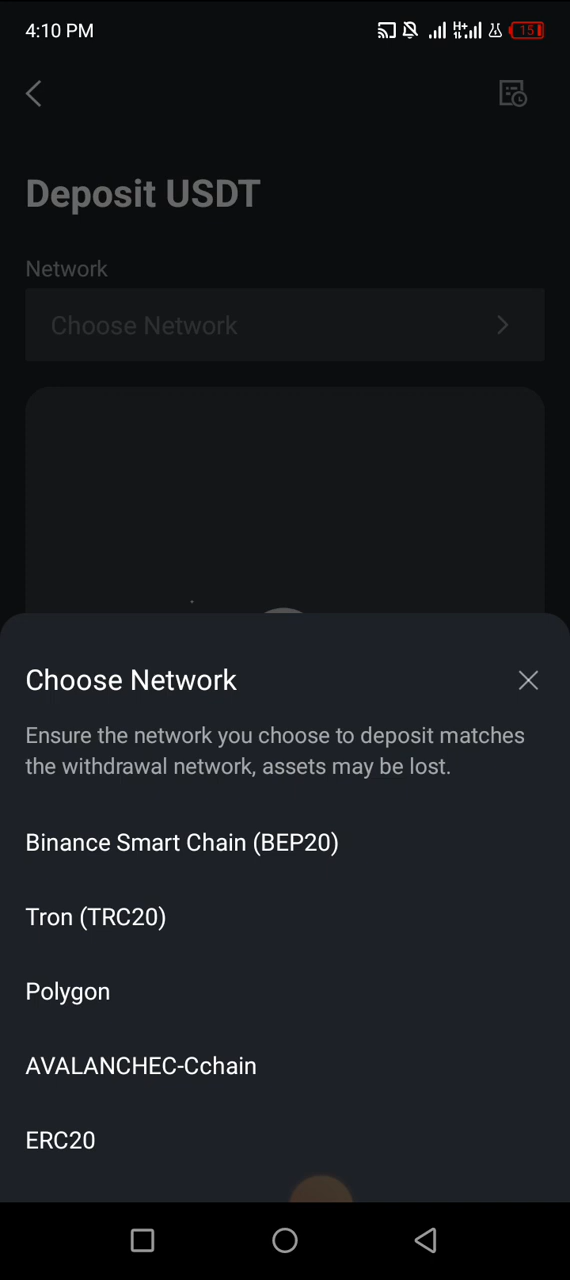 4:10 PM
H+
15
Deposit USDT
Network
Choose Network
Choose Network
Ensure the network you choose to deposit matches
the withdrawal network, assets may be lost.
Binance Smart Chain (BEP20)
Tron (TRC20)
Polygon
AVALANCHEC-Cchain
ERC20